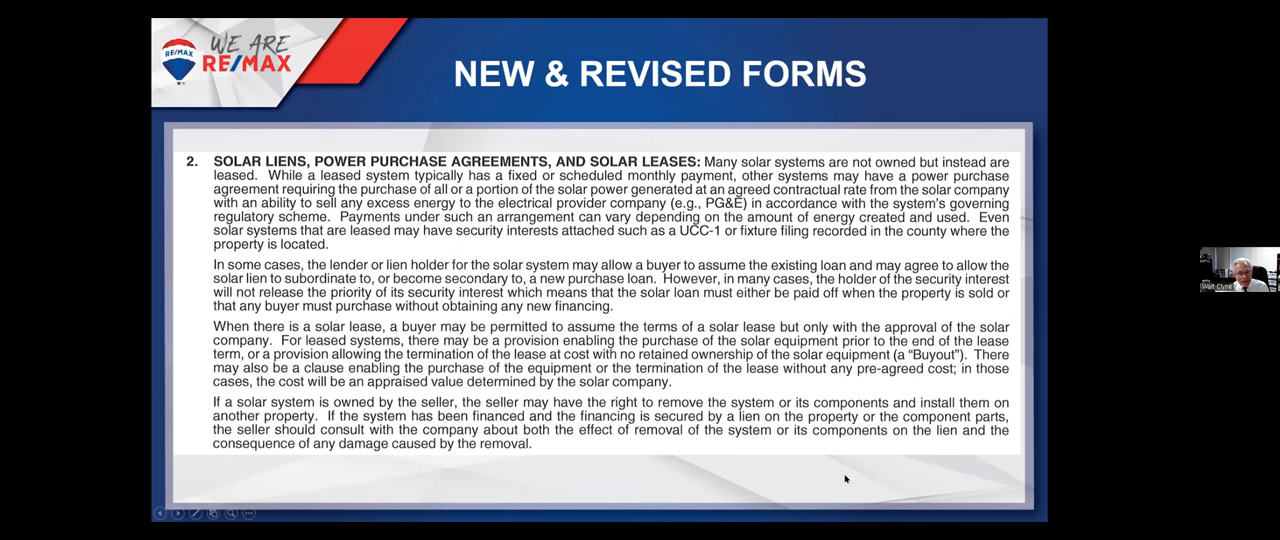 WE ARE
RE/MAX
RE/MAX
NEW & REVISED FORMS
2. SOLAR LIENS, POWER PURCHASE AGREEMENTS, AND SOLAR LEASES: Many solar systems are not owned but instead are
leased. While a leased system typically has a fixed or scheduled monthly payment, other systems may have a power purchase
agreement requiring the purchase of all or a portion of the solar power generated at an agreed contractual rate from the solar company
with an ability to sell any excess energy to the electrical provider company (e.g., PG&E) in accordance with the system's governing
regulatory scheme. Payments under such an arrangement can vary depending on the amount of energy created and used. Even
solar systems that are leased may have security interests attached such as a UCC-1 or fixture filing recorded in the county where the
property is located.
In some cases, the lender or lien holder for the solar system may allow a buyer to assume the existing loan and may agree to allow the
solar lien to subordinate to, or become secondary to, a new purchase loan. However, in many cases, the holder of the security interest
will not release the priority of its security interest which means that the solar loan must either be paid off when the property is sold or
that any buyer must purchase without obtaining any new financing.
When there is a solar lease, a buyer may be permitted to assume the terms of a solar lease but only with the approval of the solar
company. For leased systems, there may be a provision enabling the purchase of the solar equipment prior to the end of the lease
term, or a provision allowing the termination of the lease at cost with no retained ownership of the solar equipment (a "Buyout"). There
may also be a clause enabling the purchase of the equipment or the termination of the lease without any pre-agreed cost; in those
cases, the cost will be an appraised value determined by the solar company.
If a solar system is owned by the seller, the seller may have the right to remove the system or its components and install them on
another property. If the system has been financed and the financing is secured by a lien on the property or the component parts,
the seller should consult with the company about both the effect of removal of the system or its components on the lien and the
consequence of any damage caused by the removal.
Walt Clyne